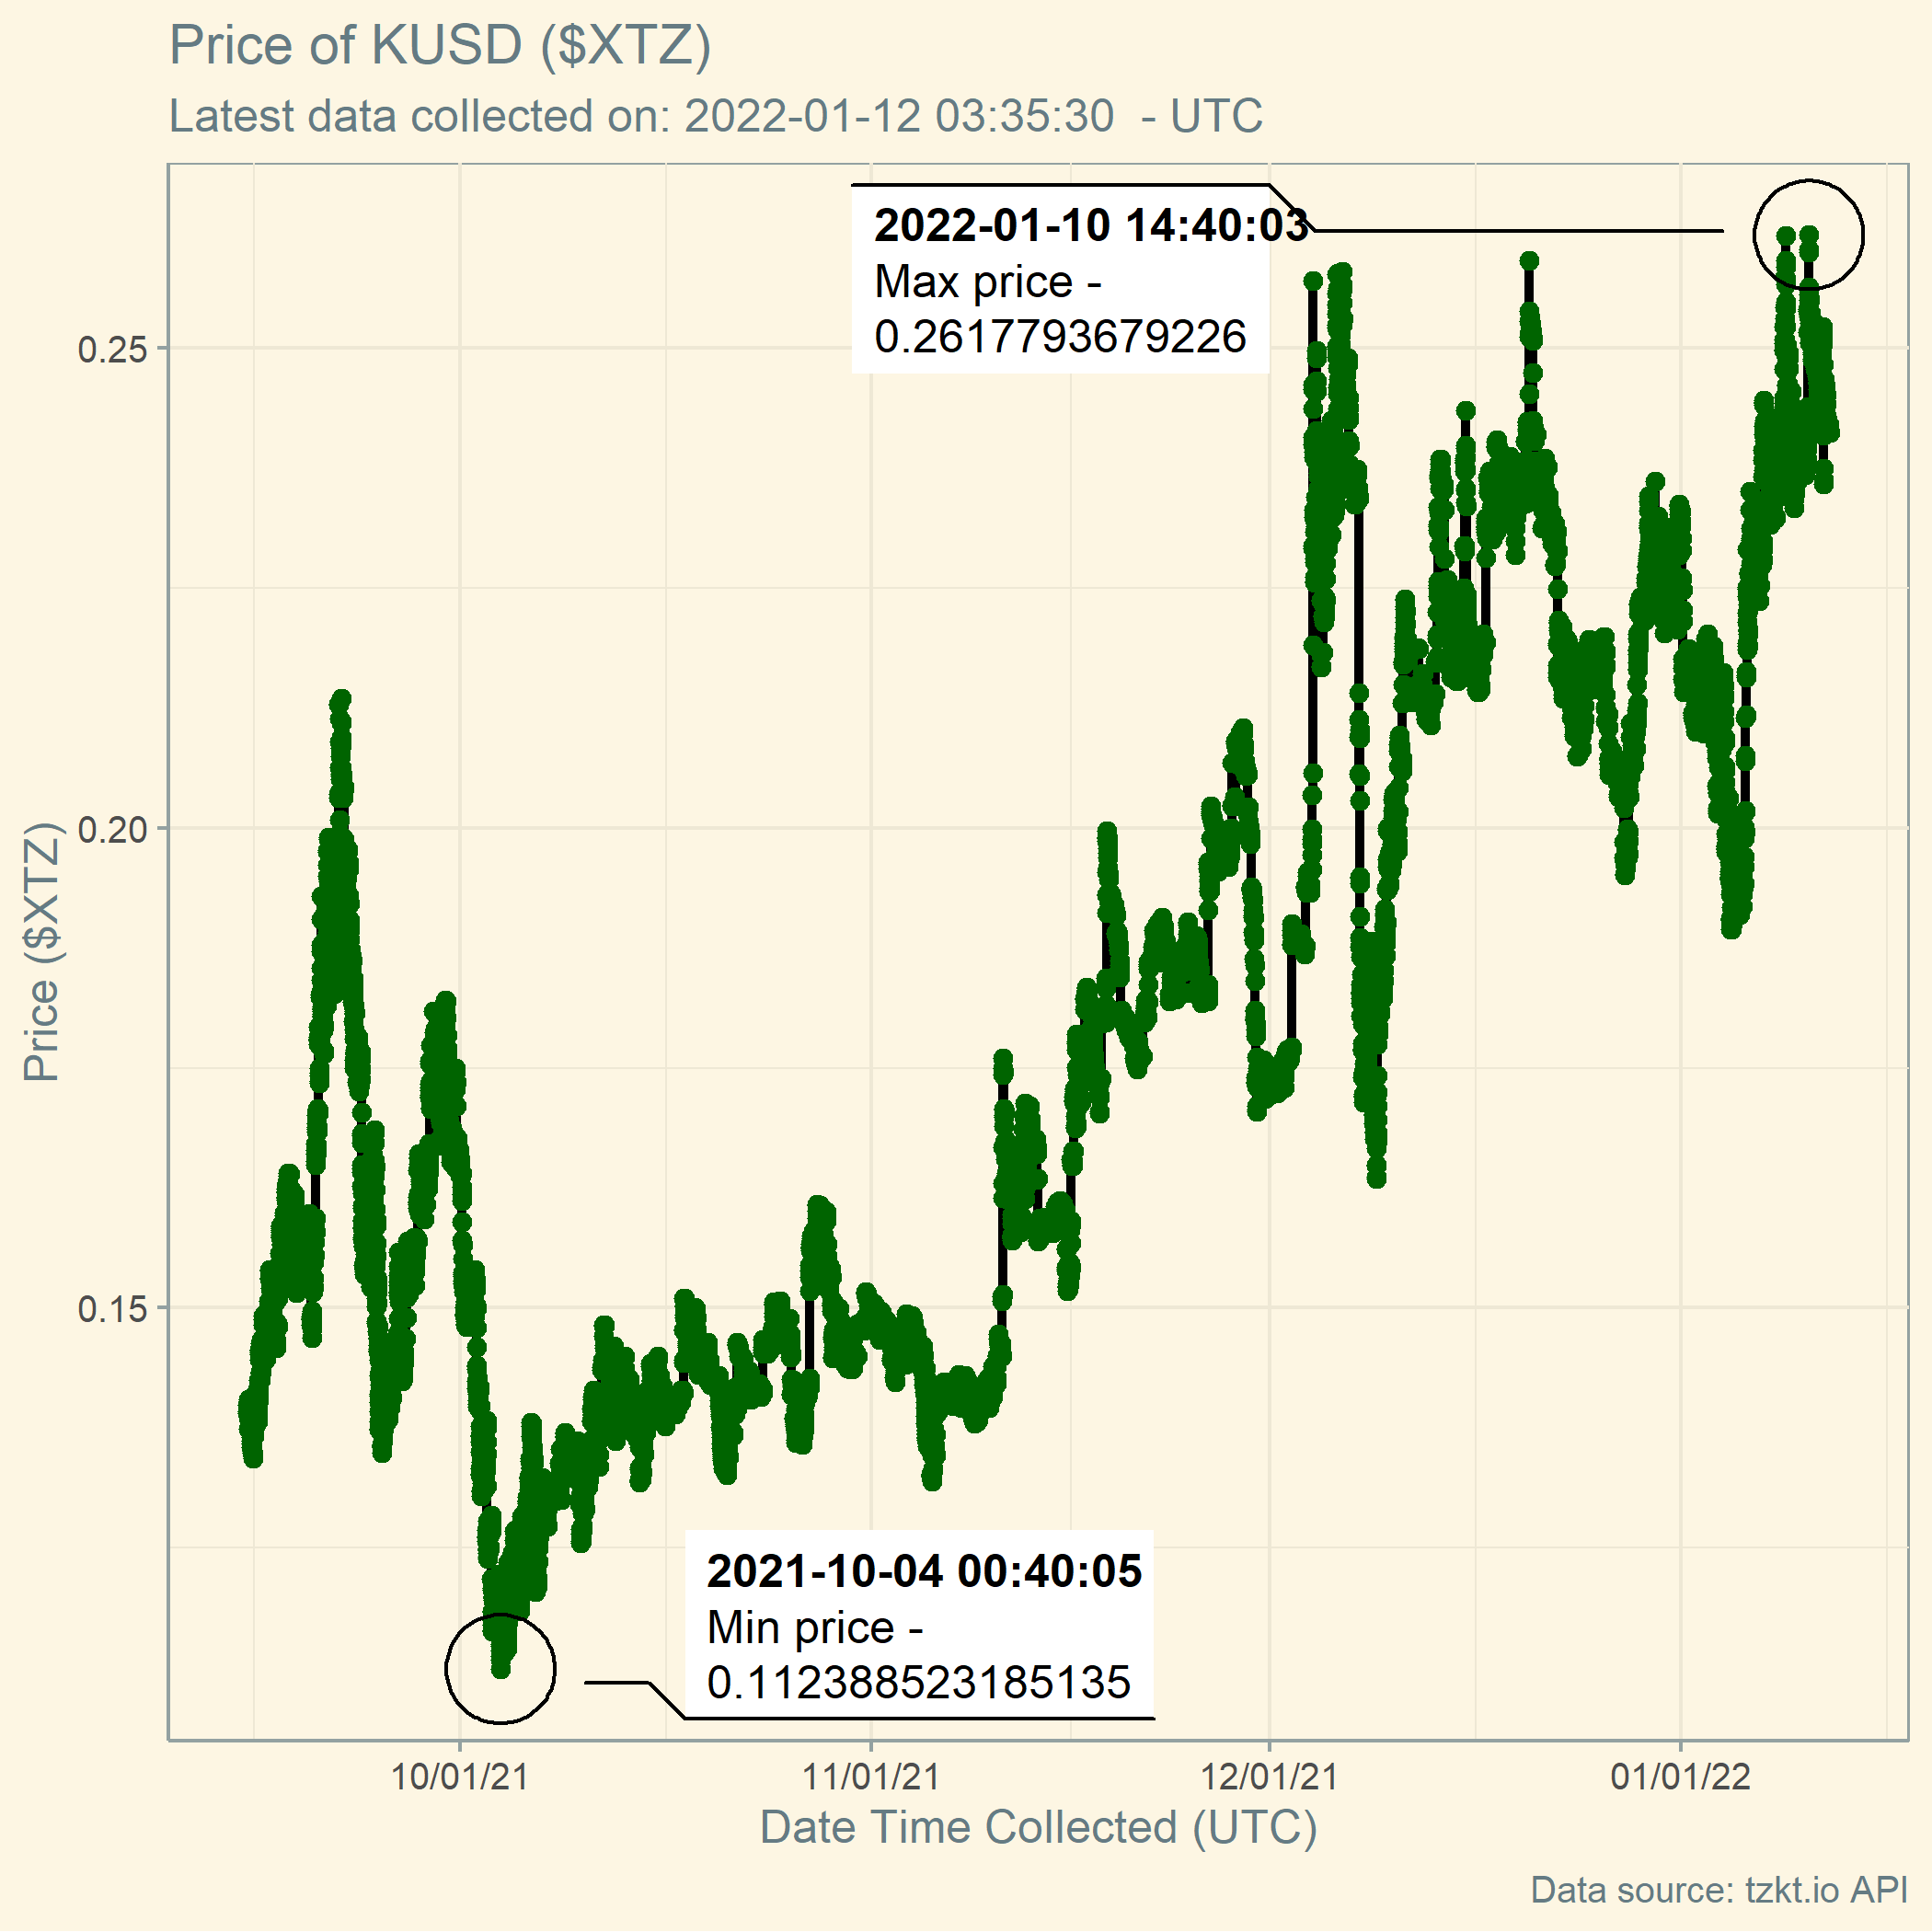 Price of KUSD ($XTZ)
Latest data collected on: 2022-01-12 03:35:30  - UTC
2022-01-10 14:40:03
Max price -
0.2617793679226
0.25
0.20
0.15
Price ($XTZ)
2021-10-04 00:40:05
Min price -
0.112388523185135
10/01/21
11/01/21
12/01/21
01/01/22
Date Time Collected (UTC)
Data source: tzkt.io API